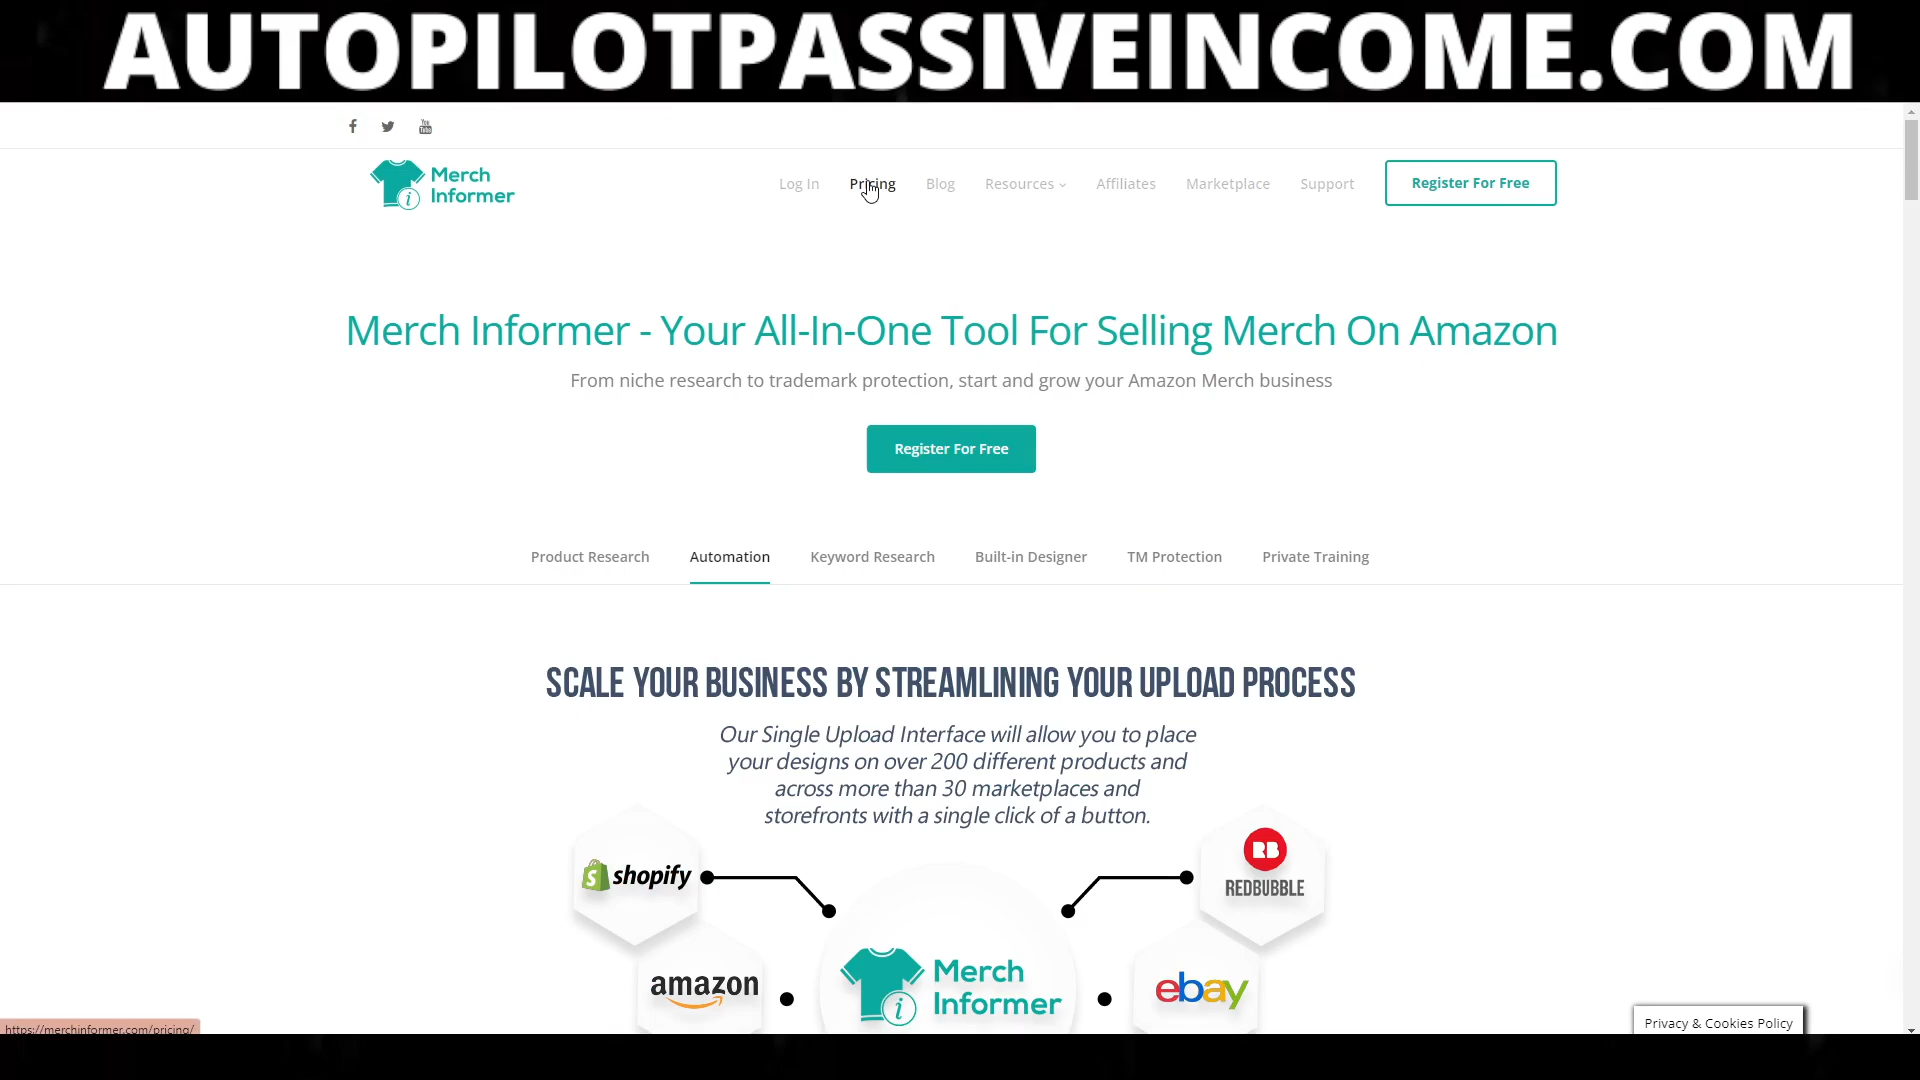 AUTOPILOTPASSIVEINCOME.COM
You
Tube
Merch
Informer
Log In Pricing Blog Resources Affiliates Marketplace Support Register For Free
Merch Informer - Your All-In-One Tool For Selling Merch On Amazon
From niche research to trademark protection, start and grow your Amazon Merch business
Register For Free
Product Research Automation Keyword Research Built-in Designer TM Protection Private Training
SCALE YOUR BUSINESS BY STREAMLINING YOUR UPLOAD PROCESS
Our Single Upload Interface will allow you to place
your designs on over 200 different products and
across more than 30 marketplaces and
storefronts with a single click of a button.
shopify
RB
REDBUBBLE
amazon
Merch
Informer
ebay
https://merchinformer.com/pricing/
Privacy & Cookies Policy